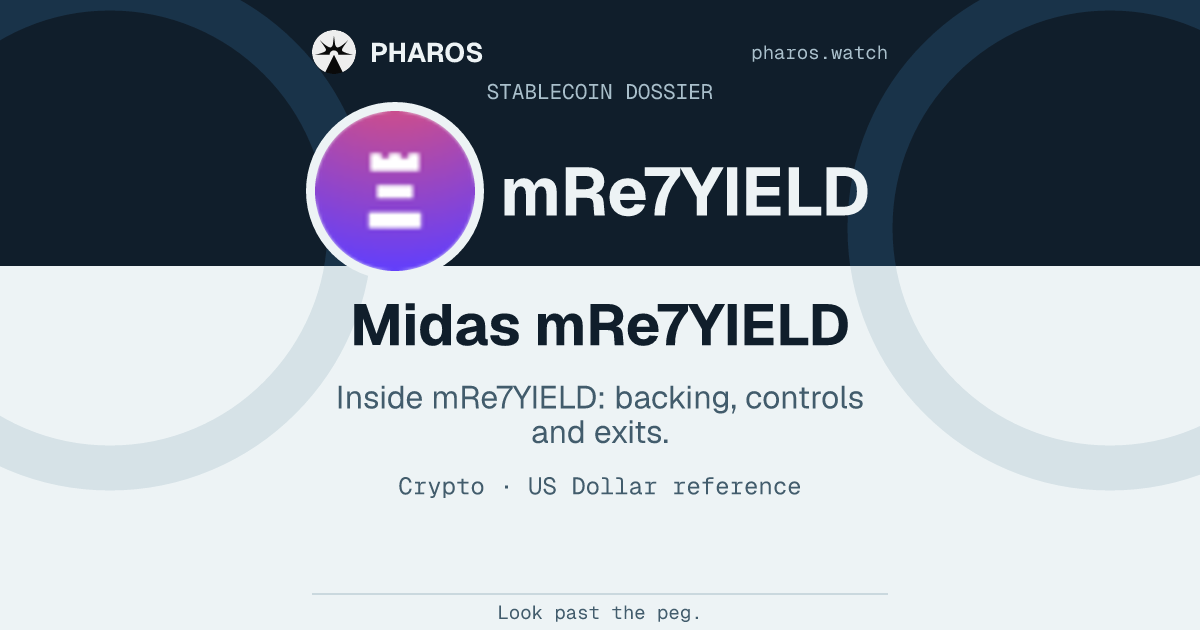 PHAROS
pharos.watch
STABLECOIN DOSSIER
mRe7YIELD
Midas mRe7YIELD
Inside mRe7YIELD: backing, controls
and exits.
Crypto · US Dollar reference
Look past the peg.